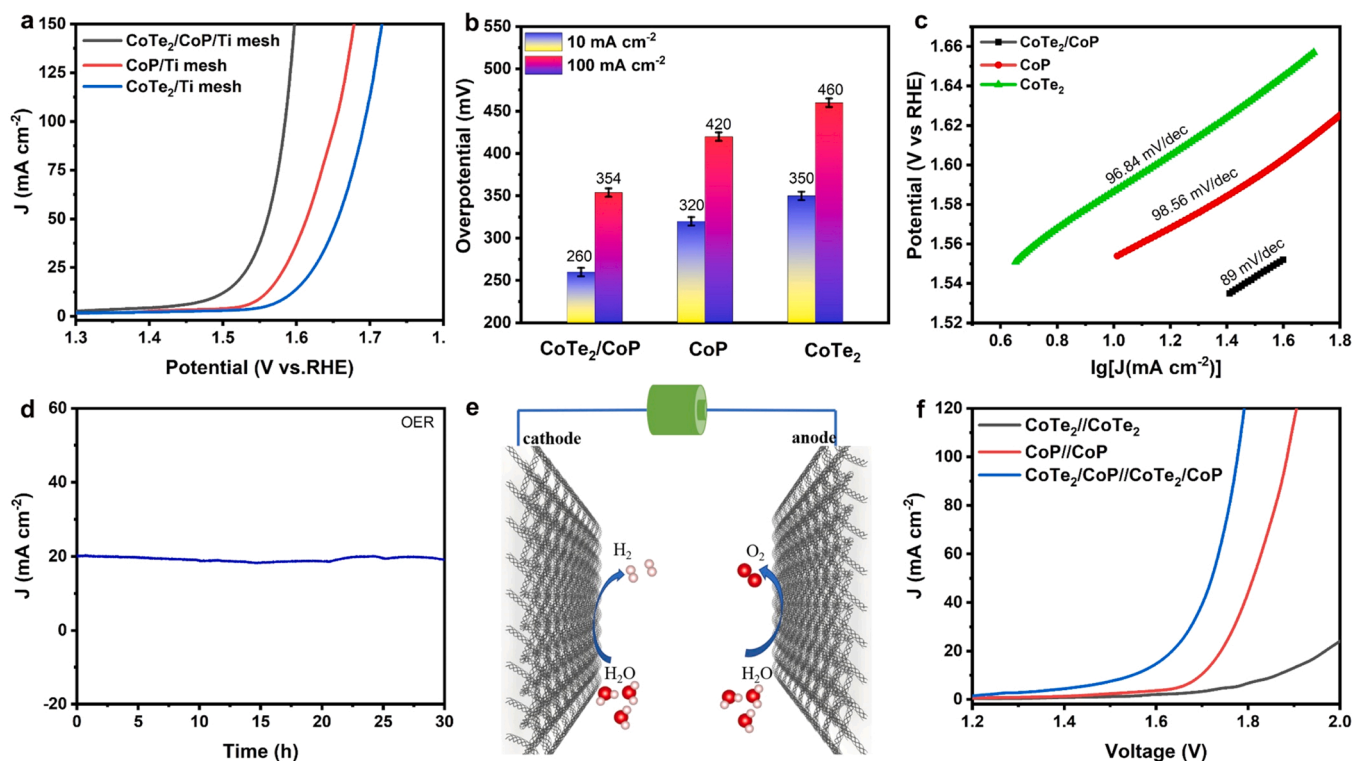 a
150
125
100
75
50
25
0
J (mA cm⁻²)
CoTe₂/CoP/Ti mesh
CoP/Ti mesh
CoTe₂/Ti mesh
1.3 1.4 1.5 1.6 1.7 1.
Potential (V vs.RHE)
b
550
500
450
400
350
300
250
200
Overpotential (mV)
10 mA cm⁻²
100 mA cm⁻²
260 354 320 420 350 460
CoTe₂/CoP CoP CoTe₂
c
1.66
1.64
1.62
1.60
1.58
1.56
1.54
1.52
Potential (V vs RHE)
CoTe₂/CoP
CoP
CoTe₂
96.84 mV/dec
98.56 mV/dec
89 mV/dec
0.6 0.8 1.0 1.2 1.4 1.6 1.8
lg[J(mA cm⁻²)]
d
60
40
20
0
-20
J (mA cm⁻²)
OER
0 5 10 15 20 25 30
Time (h)
e
cathode anode
H₂ O₂
H₂O H₂O
f
120
100
80
60
40
20
0
J (mA cm⁻²)
CoTe₂//CoTe₂
CoP//CoP
CoTe₂/CoP//CoTe₂/CoP
1.2 1.4 1.6 1.8 2.0
Voltage (V)